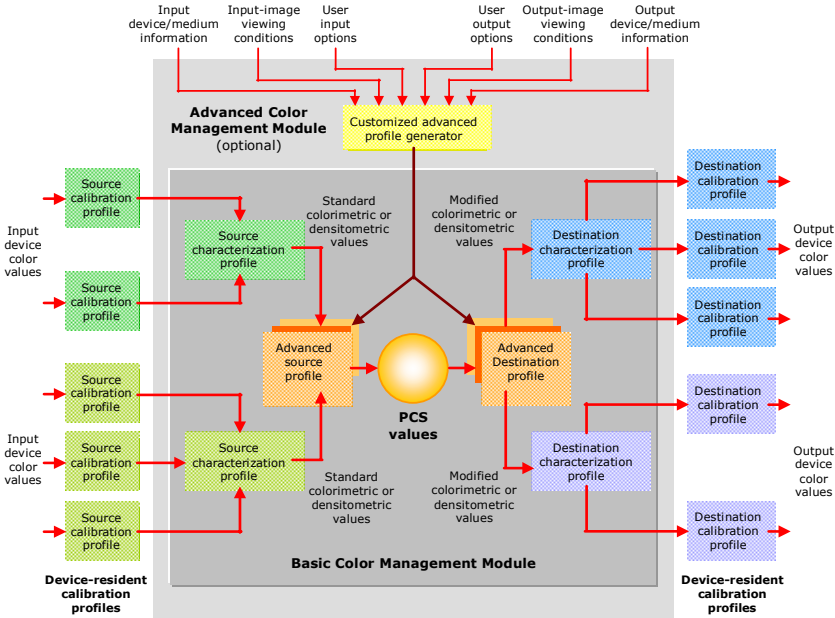 Input
device/medium
information
Input-image
viewing
conditions
User
input
options
User
output
options
Output-image
viewing
conditions
Output
device/medium
information
Advanced Color
Management Module
(optional)
Customized advanced
profile generator
Source
calibration
profile
Input
device
color
values
Source
calibration
profile
Source
characterization
profile
Standard
colorimetric or
densitometric
values
Modified
colorimetric or
densitometric
values
Destination
characterization
profile
Destination
calibration
profile
Destination
calibration
profile
Destination
calibration
profile
Output
device
color
values
Advanced
source
profile
PCS
values
Advanced
Destination
profile
Source
calibration
profile
Input
device
color
values
Source
calibration
profile
Source
calibration
profile
Source
characterization
profile
Standard
colorimetric or
densitometric
values
Modified
colorimetric or
densitometric
values
Destination
characterization
profile
Destination
calibration
profile
Output
device
color
values
Destination
calibration
profile
Basic Color Management Module
Device-resident
calibration
profiles
Device-resident
calibration
profiles